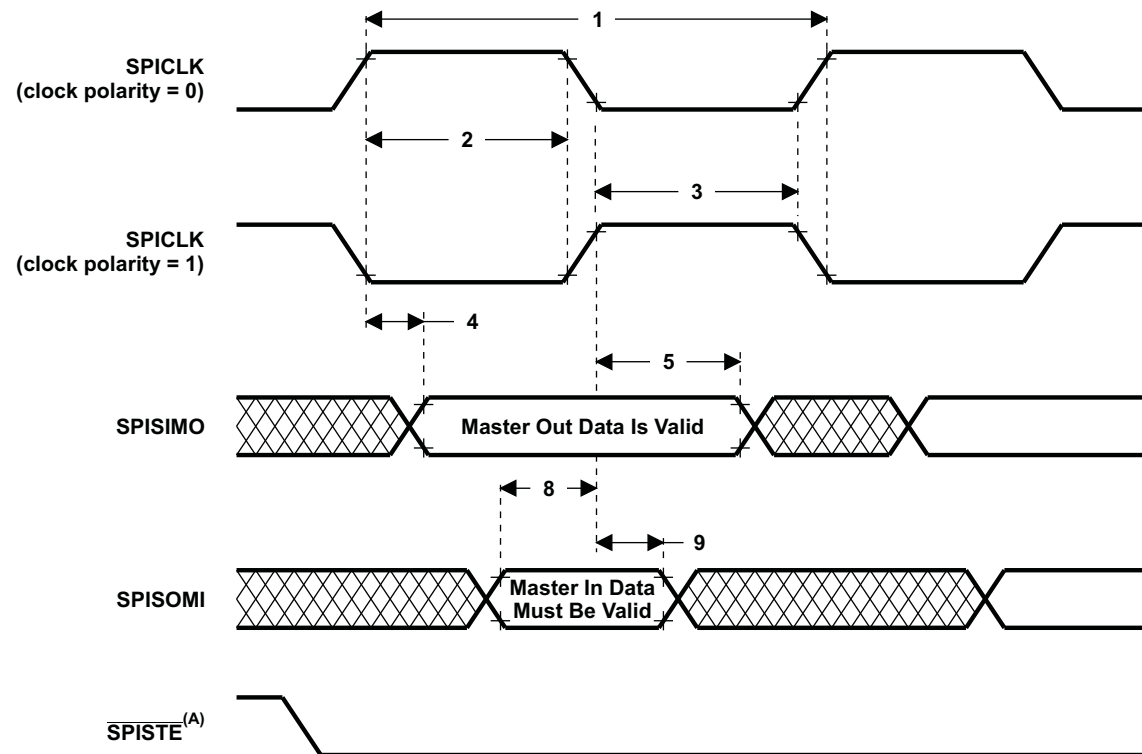 1
SPICLK
(clock polarity = 0)
2
3
SPICLK
(clock polarity = 1)
4
5
SPISIMO
Master Out Data Is Valid
8
9
SPISOMI
Master In Data
Must Be Valid
SPISTE(A)